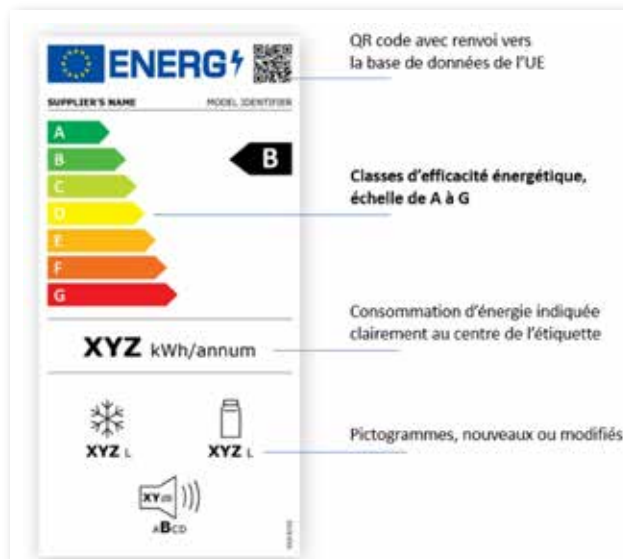 ENERG
SUPPLIER'S NAME MODEL IDENTIFIER
A
B
C
D
E
F
G
B
XYZ kWh/annum
XYZ L
XYZ L
XY dB
ABCD
QR code avec renvoi vers
la base de données de l'UE
Classes d'efficacité énergétique,
échelle de A à G
Consommation d'énergie indiquée
clairement au centre de l'étiquette
Pictogrammes, nouveaux ou modifiés